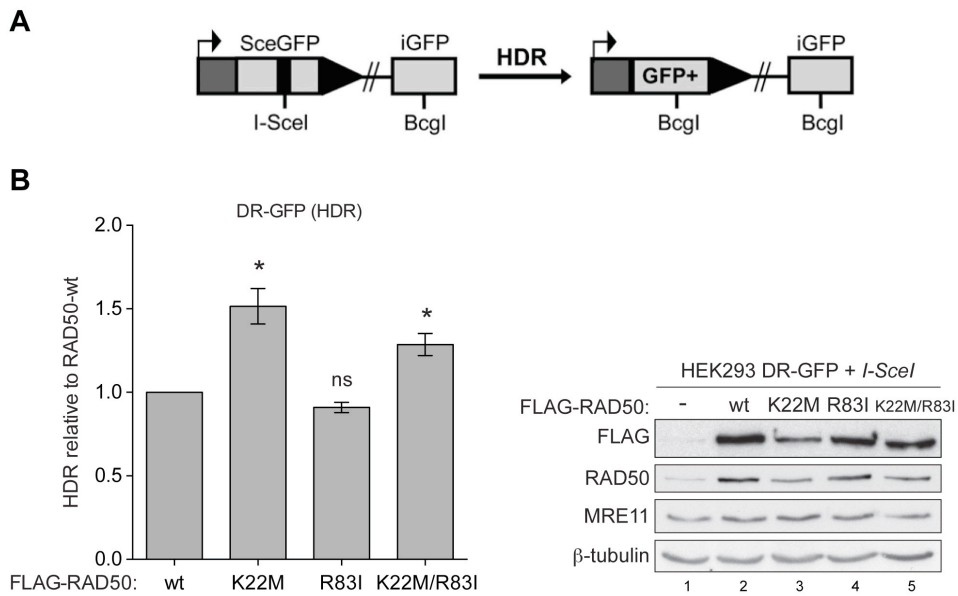 A
SceGFP
iGFP
HDR
iGFP
GFP+
I-SceI
BcgI
BcgI
BcgI
B
DR-GFP (HDR)
HDR relative to RAD50-wt
2.0
1.5
1.0
0.5
0.0
*
ns
*
FLAG-RAD50: wt K22M R83I K22M/R83I
HEK293 DR-GFP + I-SceI
FLAG-RAD50: - wt K22M R83I K22M/R83I
FLAG
RAD50
MRE11
β-tubulin
1 2 3 4 5